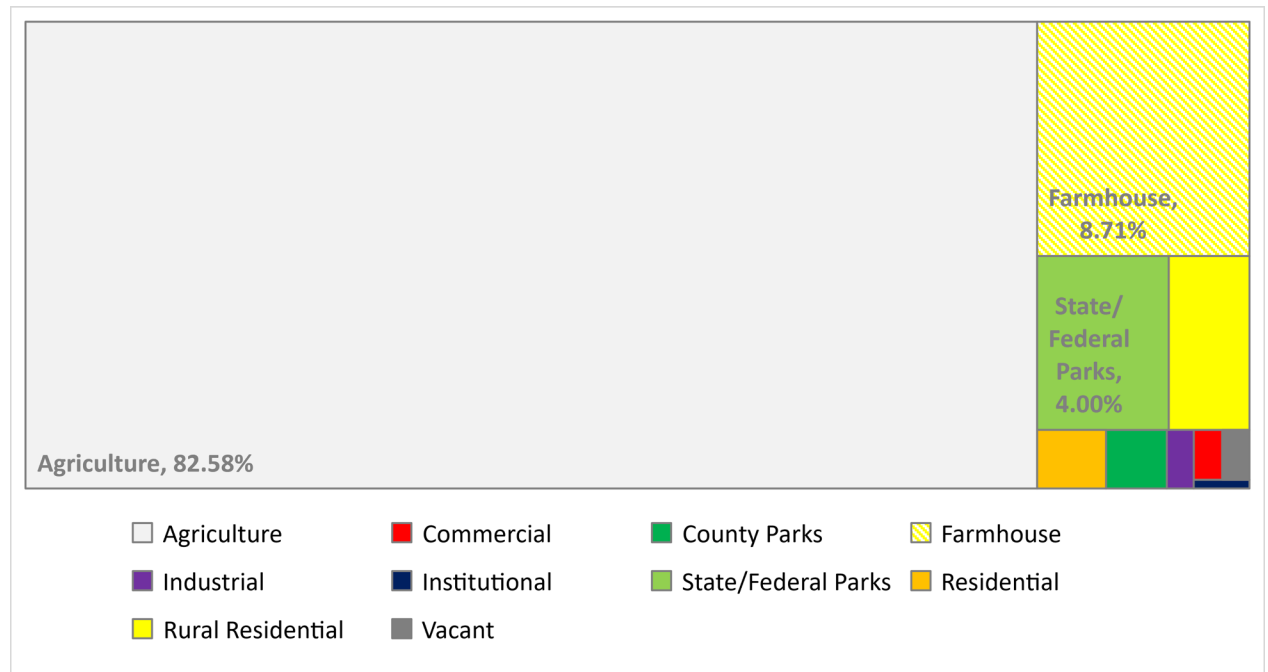 Farmhouse,
8.71%
State/
Federal
Parks,
4.00%
Agriculture, 82.58%
Agriculture
Commercial
County Parks
Farmhouse
Industrial
Institutional
State/Federal Parks
Residential
Rural Residential
Vacant